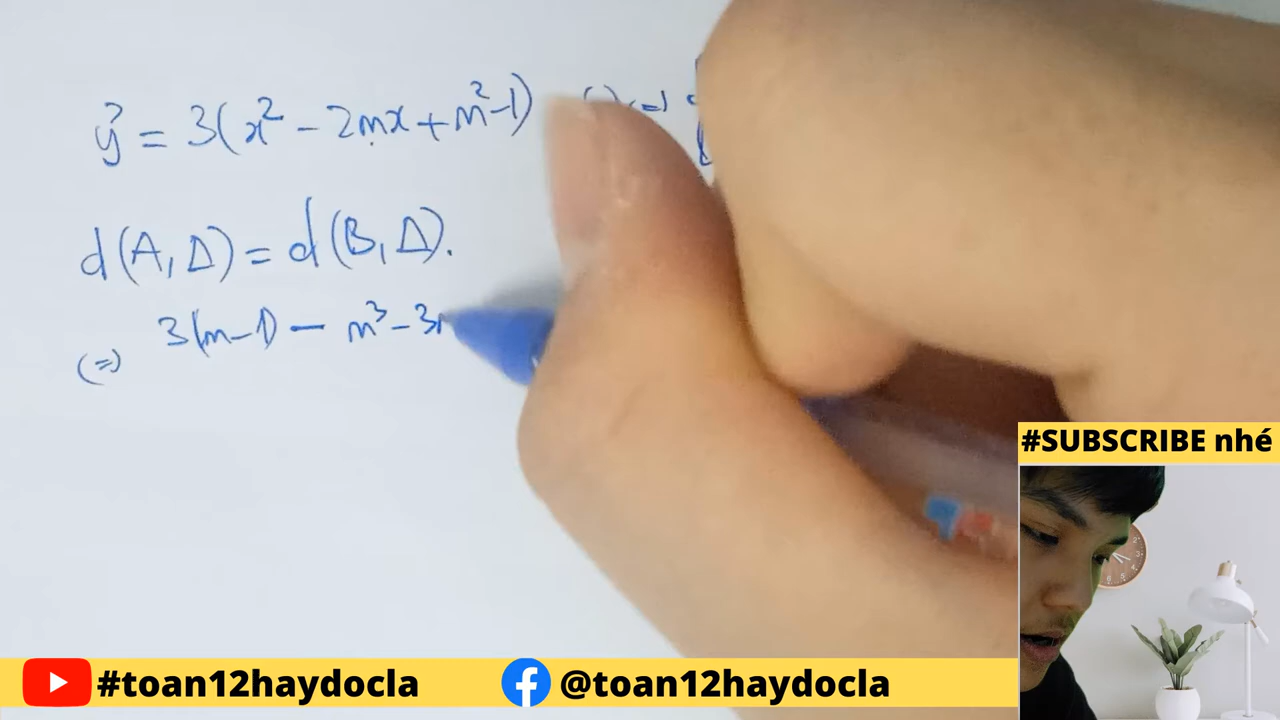 y' = 3(x² - 2mx + m² - 1)
d(A, Δ) = d(B, Δ).
(=) 3(m-1) - m³ - 3
#SUBSCRIBE nhé
#toan12haydocla @toan12haydocla